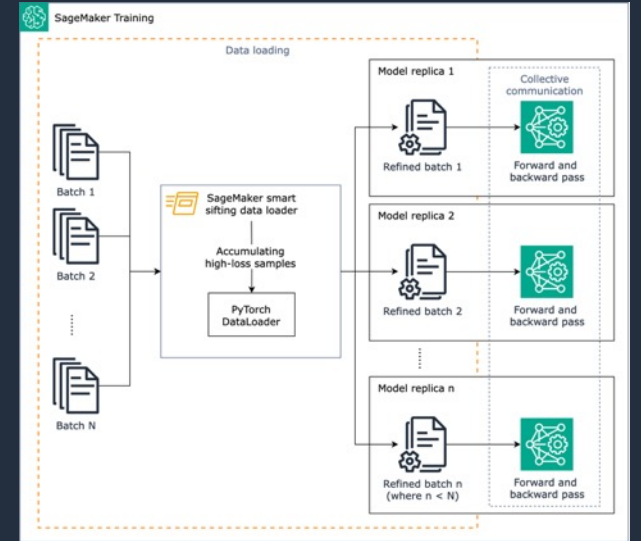 SageMaker Training
Data loading
Batch 1
Batch 2
Batch N
SageMaker smart
sifting data loader
Accumulating
high-loss samples
PyTorch
DataLoader
Model replica 1
Collective
communication
Refined batch 1
Forward and
backward pass
Model replica 2
Refined batch 2
Forward and
backward pass
Model replica n
Refined batch n
(where n < N)
Forward and
backward pass